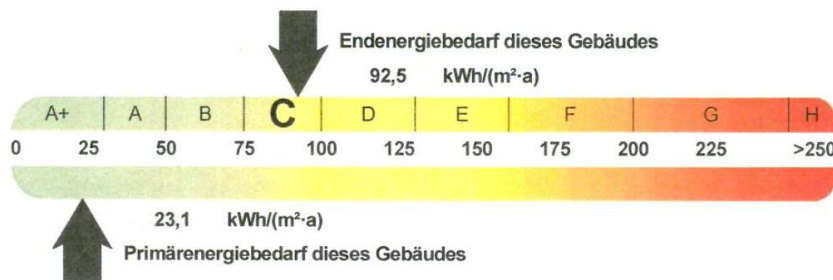 Endenergiebedarf dieses Gebäudes
92,5 kWh/(m²·a)
A+ A B C D E F G H
0 25 50 75 100 125 150 175 200 225 >250
23,1 kWh/(m²·a)
Primärenergiebedarf dieses Gebäudes